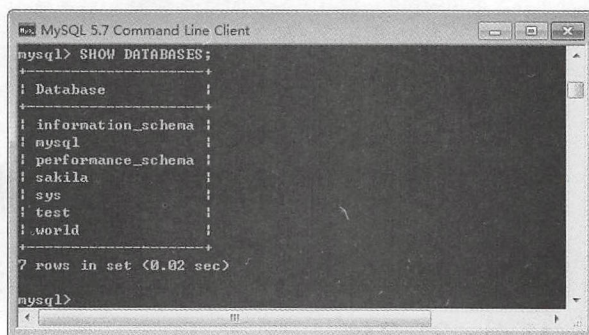 MySQL 5.7 Command Line Client
mysql> SHOW DATABASES;
+--------------------+
| Database           |
+--------------------+
| information_schema |
| mysql              |
| performance_schema |
| sakila             |
| sys                |
| test               |
| world              |
+--------------------+
7 rows in set (0.02 sec)
mysql>